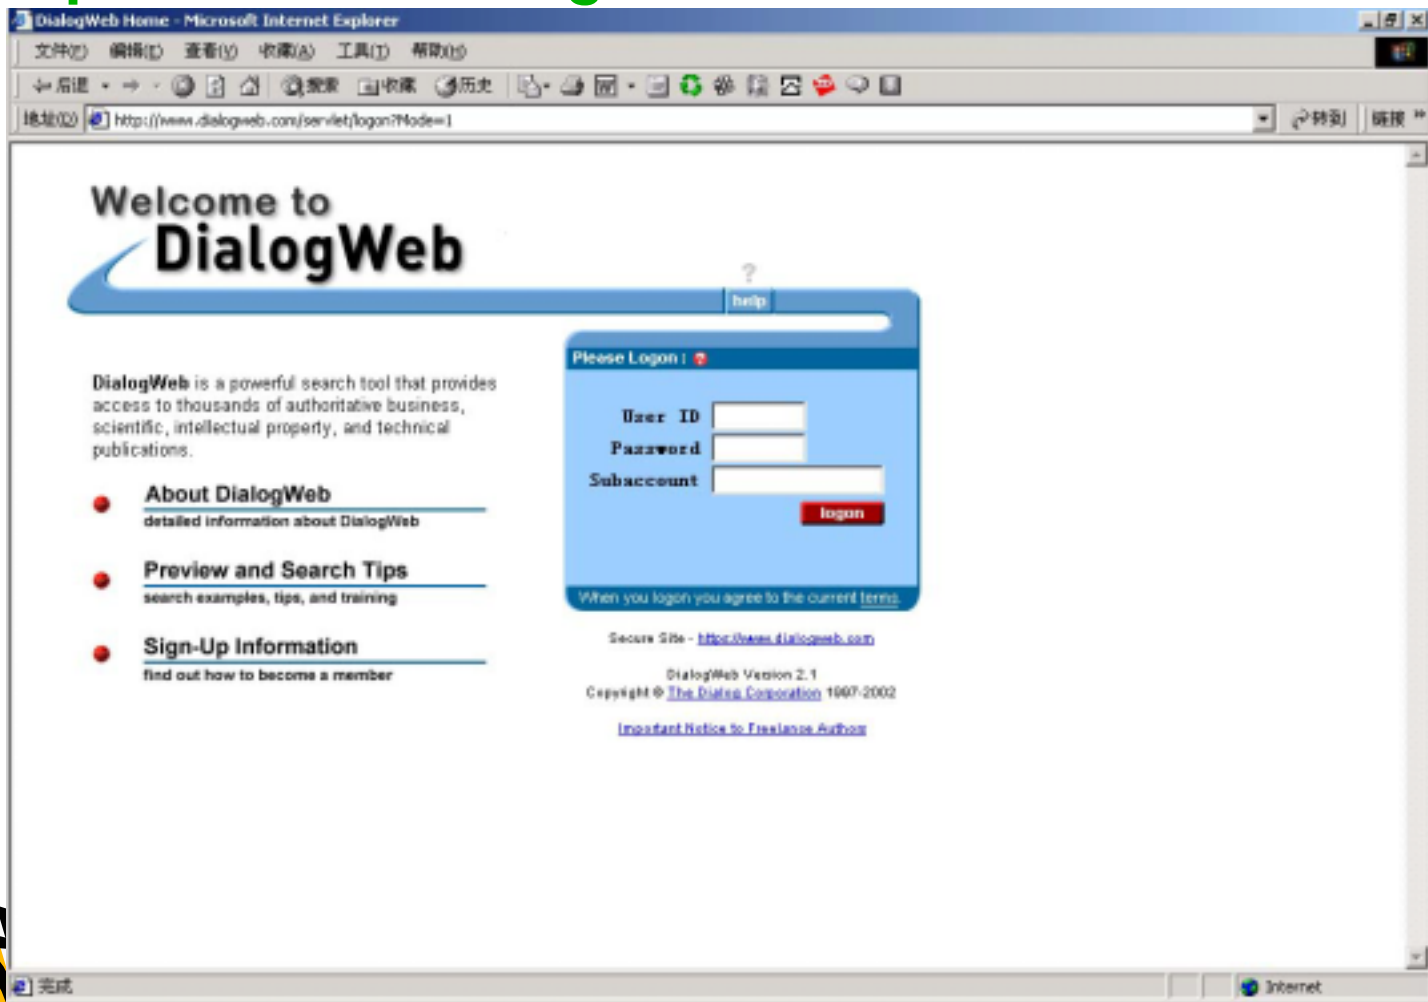 DialogWeb Home - Microsoft Internet Explorer
文件(F) 编辑(E) 查看(V) 收藏(A) 工具(T) 帮助(H)
后退 搜索 收藏 历史
地址(D) http://www.dialogweb.com/servlet/logon?Mode=1 转到 链接 »
Welcome to
DialogWeb
?
help
Please Logon : ?
DialogWeb is a powerful search tool that provides
access to thousands of authoritative business,
scientific, intellectual property, and technical
publications.
User ID
Password
Subaccount
logon
About DialogWeb
detailed information about DialogWeb
Preview and Search Tips
search examples, tips, and training
Sign-Up Information
find out how to become a member
When you logon you agree to the current terms.
Secure Site - https://www.dialogweb.com
DialogWeb Version 2.1
Copyright © The Dialog Corporation 1997-2002
Important Notice to Freelance Authors
完成 Internet